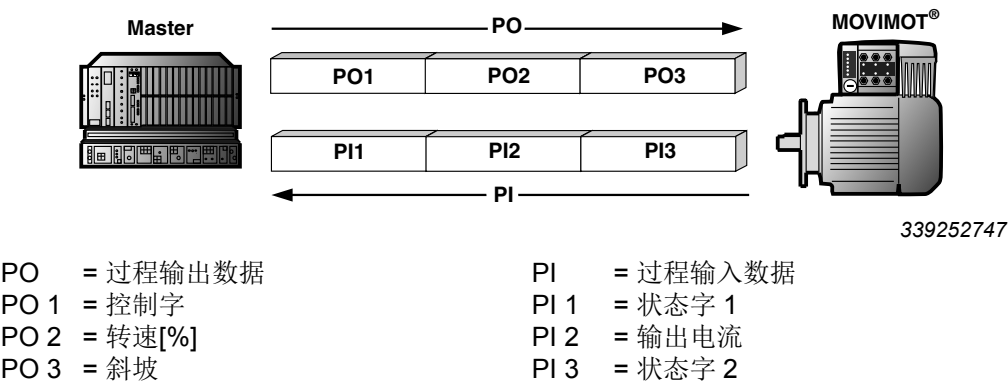 Master
PO
MOVIMOT®
PO1 PO2 PO3
PI1 PI2 PI3
PI
339252747
PO = 过程输出数据
PO 1 = 控制字
PO 2 = 转速[%]
PO 3 = 斜坡
PI = 过程输入数据
PI 1 = 状态字 1
PI 2 = 输出电流
PI 3 = 状态字 2